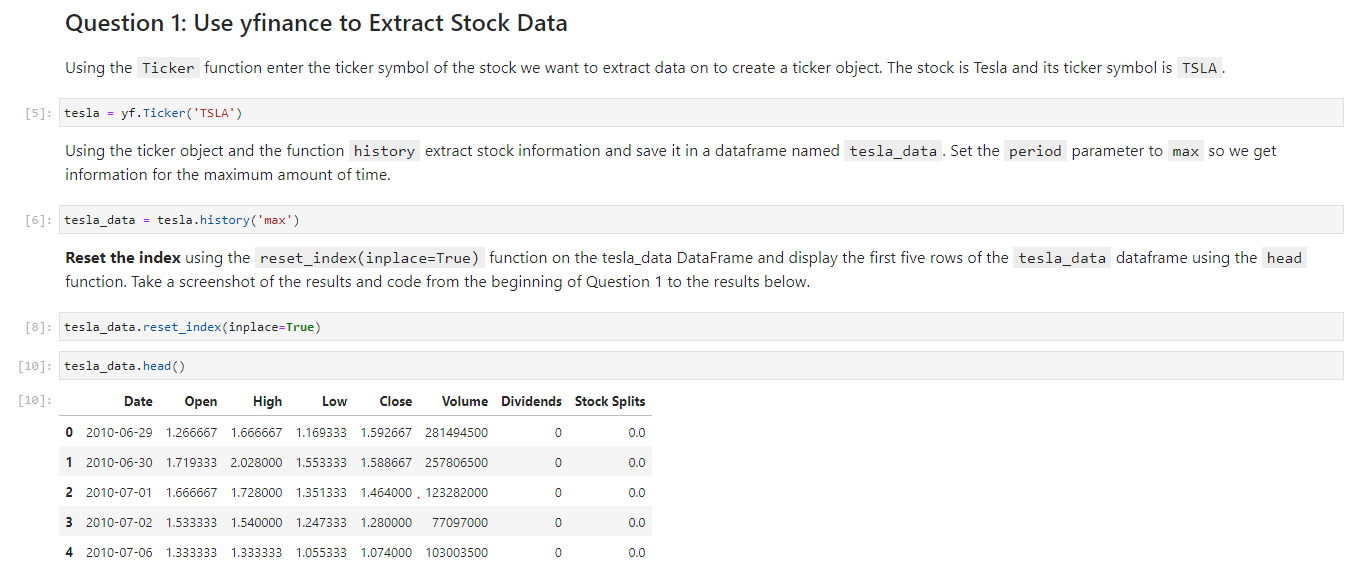 Question 1: Use yfinance to Extract Stock Data
Using the Ticker function enter the ticker symbol of the stock we want to extract data on to create a ticker object. The stock is Tesla and its ticker symbol is TSLA.
[5]: tesla = yf.Ticker('TSLA')
Using the ticker object and the function history extract stock information and save it in a dataframe named tesla_data. Set the period parameter to max so we get
information for the maximum amount of time.
[6]: tesla_data = tesla.history('max')
Reset the index using the reset_index(inplace=True) function on the tesla_data DataFrame and display the first five rows of the tesla_data dataframe using the head
function. Take a screenshot of the results and code from the beginning of Question 1 to the results below.
[8]: tesla_data.reset_index(inplace=True)
[10]: tesla_data.head()
[10]: Date Open High Low Close Volume Dividends Stock Splits
0 2010-06-29 1.266667 1.666667 1.169333 1.592667 281494500 0 0.0
1 2010-06-30 1.719333 2.028000 1.553333 1.588667 257806500 0 0.0
2 2010-07-01 1.666667 1.728000 1.351333 1.464000 123282000 0 0.0
3 2010-07-02 1.533333 1.540000 1.247333 1.280000 77097000 0 0.0
4 2010-07-06 1.333333 1.333333 1.055333 1.074000 103003500 0 0.0